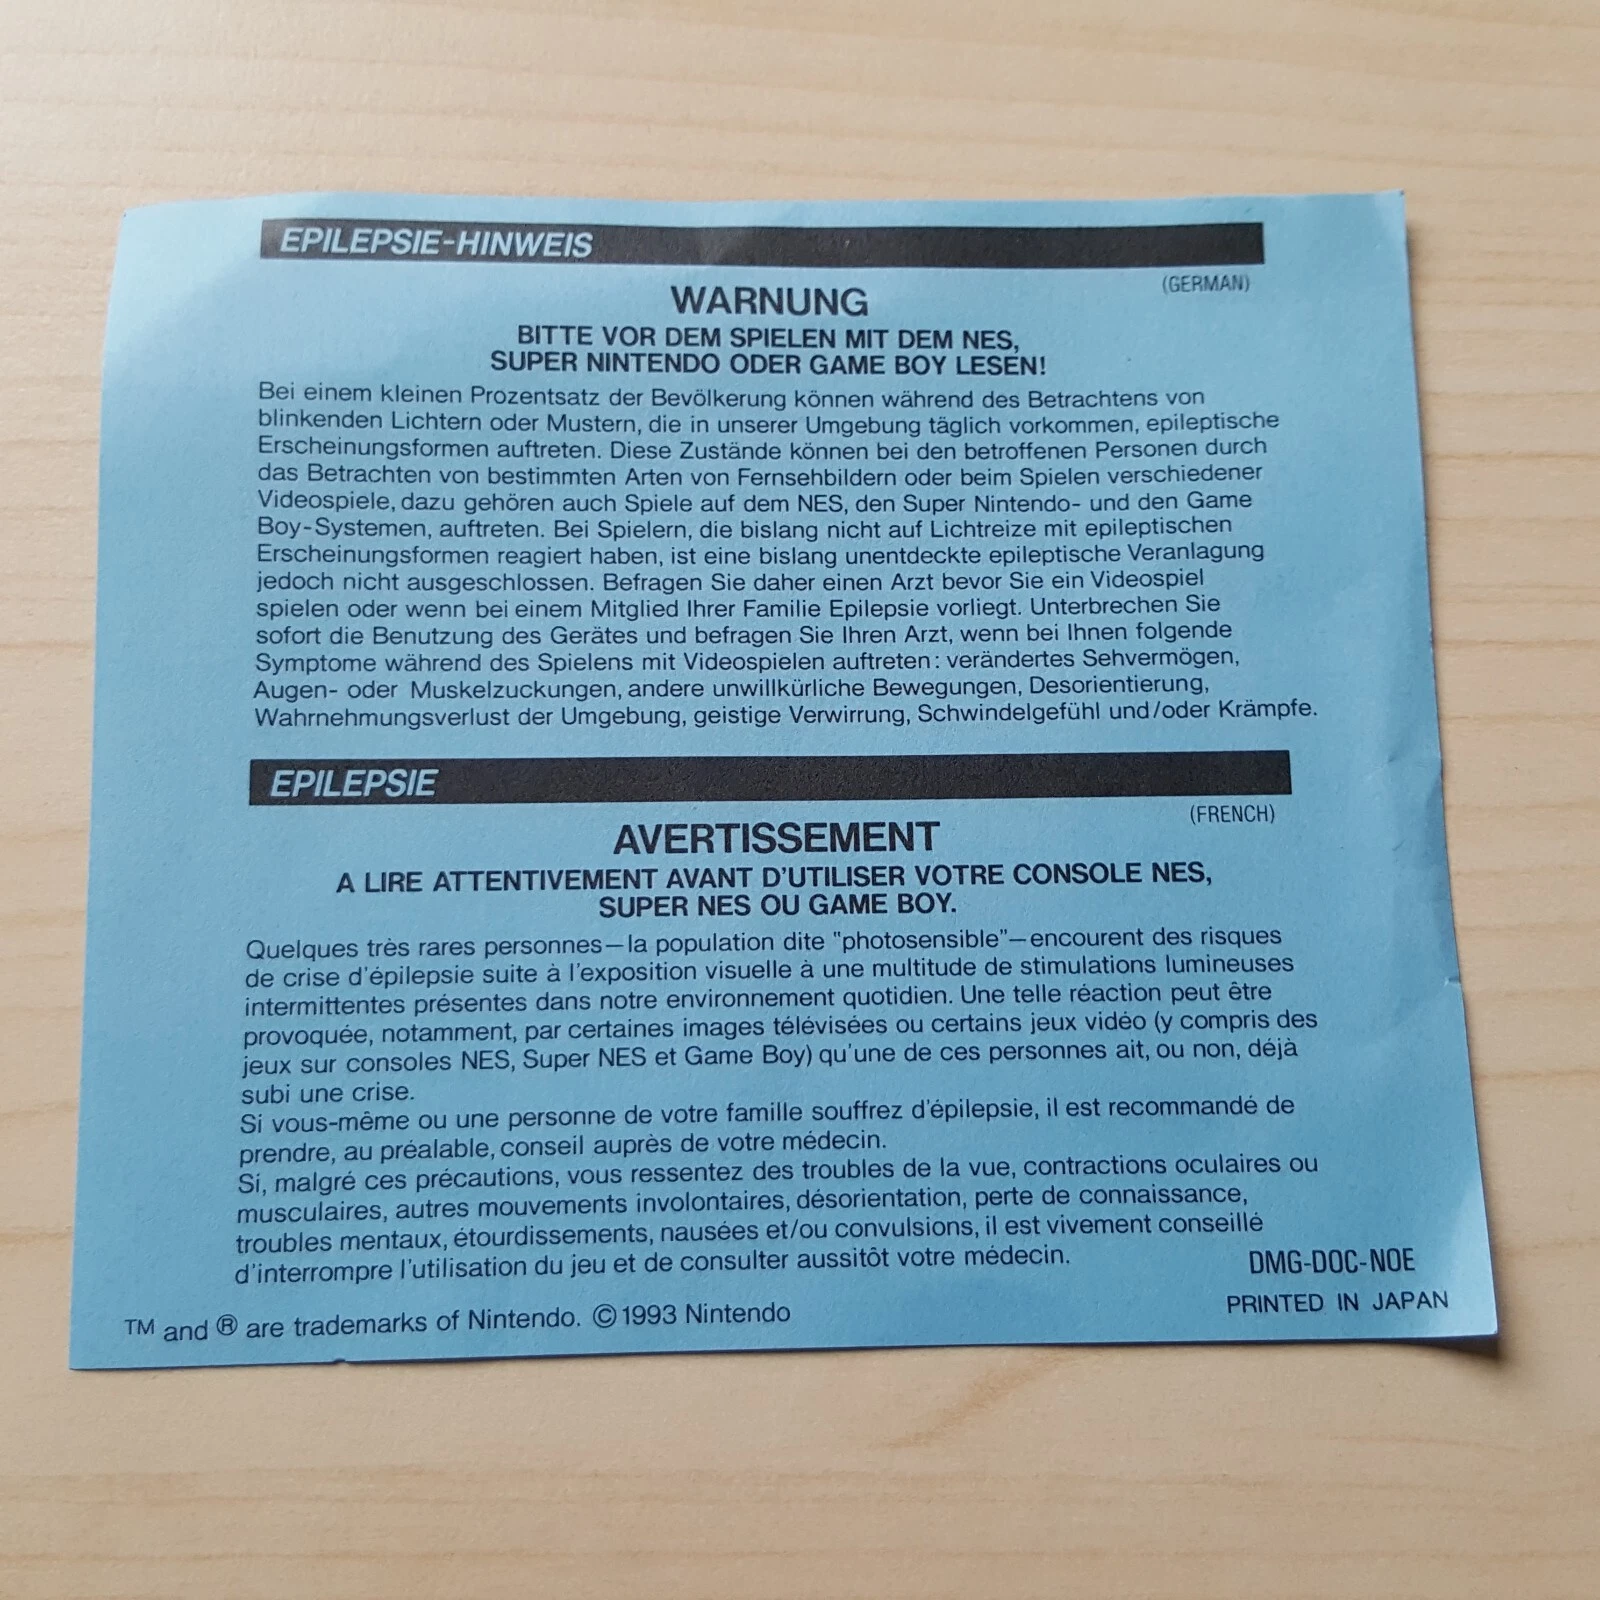 EPILEPSIE-HINWEIS
(GERMAN)
WARNUNG
BITTE VOR DEM SPIELEN MIT DEM NES,
SUPER NINTENDO ODER GAME BOY LESEN!
Bei einem kleinen Prozentsatz der Bevölkerung können während des Betrachtens von
blinkenden Lichtern oder Mustern, die in unserer Umgebung täglich vorkommen, epileptische
Erscheinungsformen auftreten. Diese Zustände können bei den betroffenen Personen durch
das Betrachten von bestimmten Arten von Fernsehbildern oder beim Spielen verschiedener
Videospiele, dazu gehören auch Spiele auf dem NES, den Super Nintendo- und den Game
Boy-Systemen, auftreten. Bei Spielern, die bislang nicht auf Lichtreize mit epileptischen
Erscheinungsformen reagiert haben, ist eine bislang unentdeckte epileptische Veranlagung
jedoch nicht ausgeschlossen. Befragen Sie daher einen Arzt bevor Sie ein Videospiel
spielen oder wenn bei einem Mitglied Ihrer Familie Epilepsie vorliegt. Unterbrechen Sie
sofort die Benutzung des Gerätes und befragen Sie Ihren Arzt, wenn bei Ihnen folgende
Symptome während des Spielens mit Videospielen auftreten: verändertes Sehvermögen,
Augen- oder Muskelzuckungen, andere unwillkürliche Bewegungen, Desorientierung,
Wahrnehmungsverlust der Umgebung, geistige Verwirrung, Schwindelgefühl und/oder Krämpfe.
EPILEPSIE
(FRENCH)
AVERTISSEMENT
A LIRE ATTENTIVEMENT AVANT D'UTILISER VOTRE CONSOLE NES,
SUPER NES OU GAME BOY.
Quelques très rares personnes—la population dite "photosensible"—encourent des risques
de crise d'épilepsie suite à l'exposition visuelle à une multitude de stimulations lumineuses
intermittentes présentes dans notre environnement quotidien. Une telle réaction peut être
provoquée, notamment, par certaines images télévisées ou certains jeux vidéo (y compris des
jeux sur consoles NES, Super NES et Game Boy) qu'une de ces personnes ait, ou non, déjà
subi une crise.
Si vous-même ou une personne de votre famille souffrez d'épilepsie, il est recommandé de
prendre, au préalable, conseil auprès de votre médecin.
Si, malgré ces précautions, vous ressentez des troubles de la vue, contractions oculaires ou
musculaires, autres mouvements involontaires, désorientation, perte de connaissance,
troubles mentaux, étourdissements, nausées et/ou convulsions, il est vivement conseillé
d'interrompre l'utilisation du jeu et de consulter aussitôt votre médecin.
DMG-DOC-NOE
TM and ® are trademarks of Nintendo. © 1993 Nintendo
PRINTED IN JAPAN